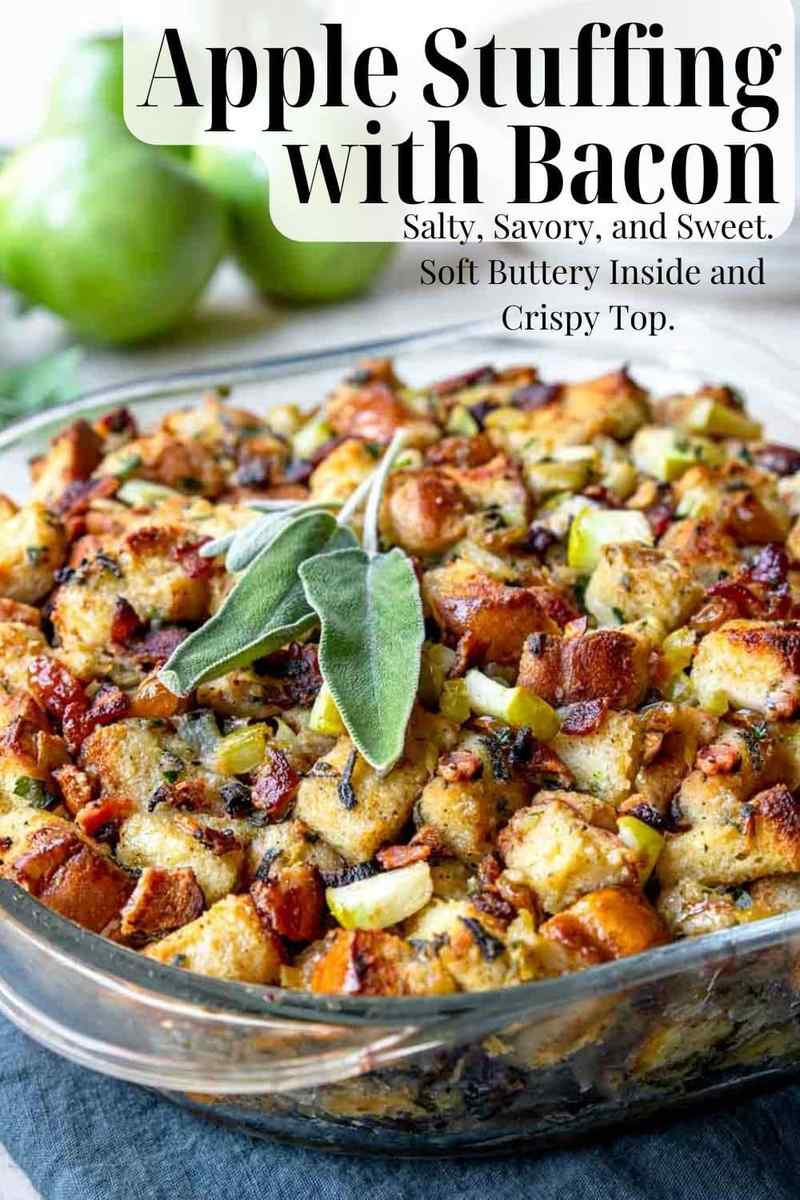 Apple Stuffing
with Bacon
Salty, Savory, and Sweet.
Soft Buttery Inside and
Crispy Top.